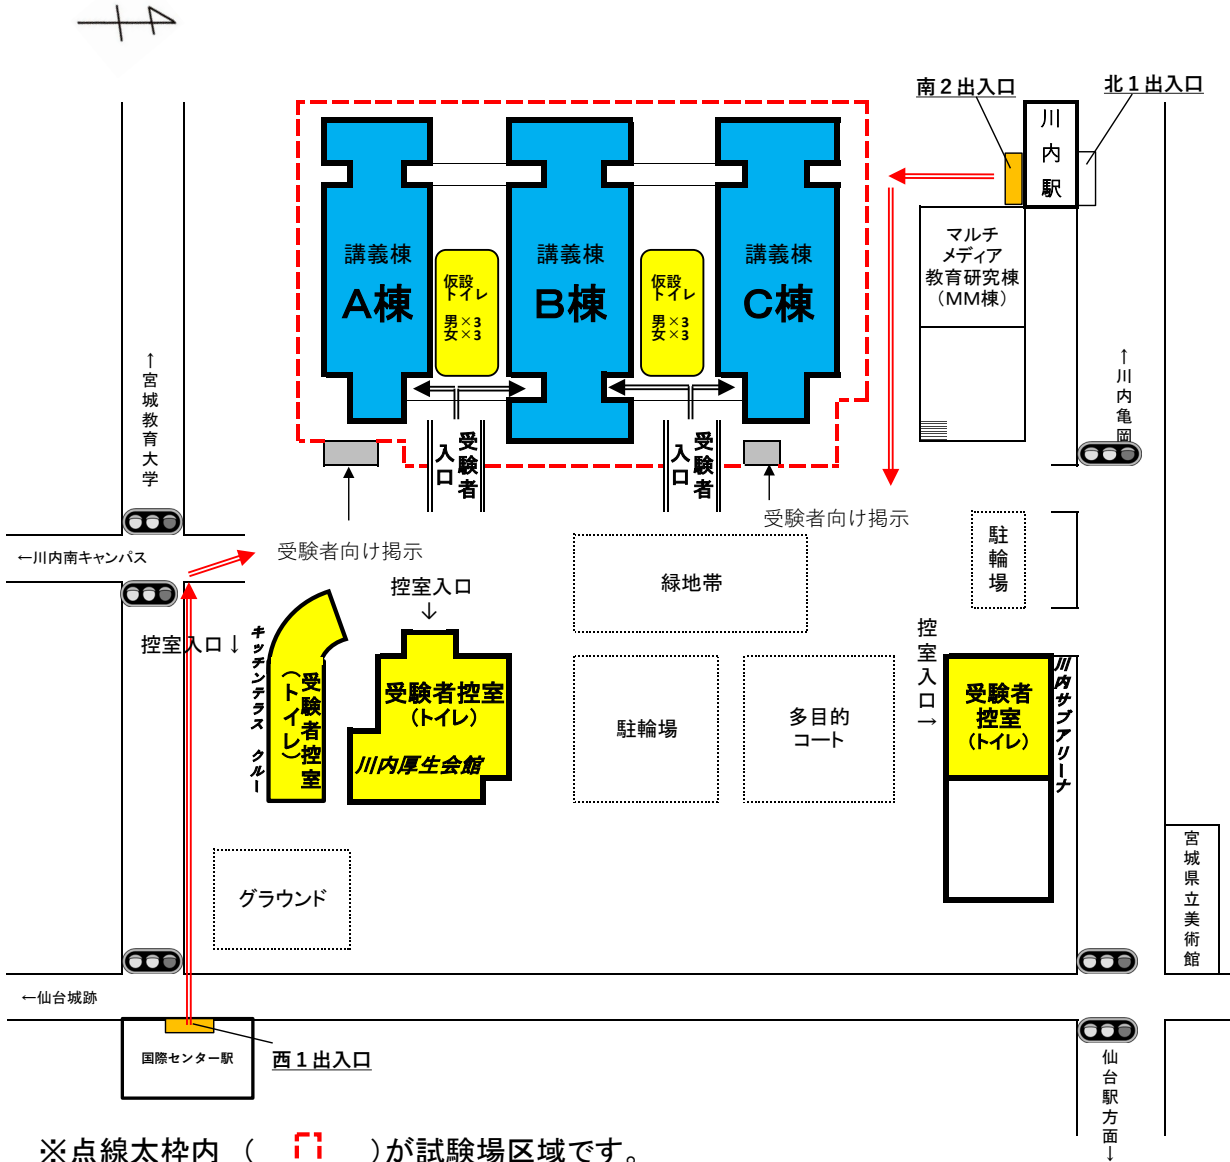 南２出入口
北１出入口
川内駅
講義棟
A棟
仮設
トイレ
男×3
女×3
講義棟
B棟
仮設
トイレ
男×3
女×3
講義棟
C棟
マルチ
メディア
教育研究棟
（MM棟）
↑宮城教育大学
↑川内亀岡
受験者
入口
受験者
入口
受験者向け掲示
受験者向け掲示
←川内南キャンパス
駐輪場
緑地帯
控室入口
↓
控室入口↓
キッチンテラス クルー
受験者控室
（トイレ）
受験者控室
（トイレ）
川内厚生会館
駐輪場
多目的
コート
控室入口→
受験者
控室
（トイレ）
川内サブアリーナ
グラウンド
宮城県立美術館
←仙台城跡
国際センター駅
西１出入口
仙台駅方面↓
※点線太枠内 （ ）が試験場区域です。